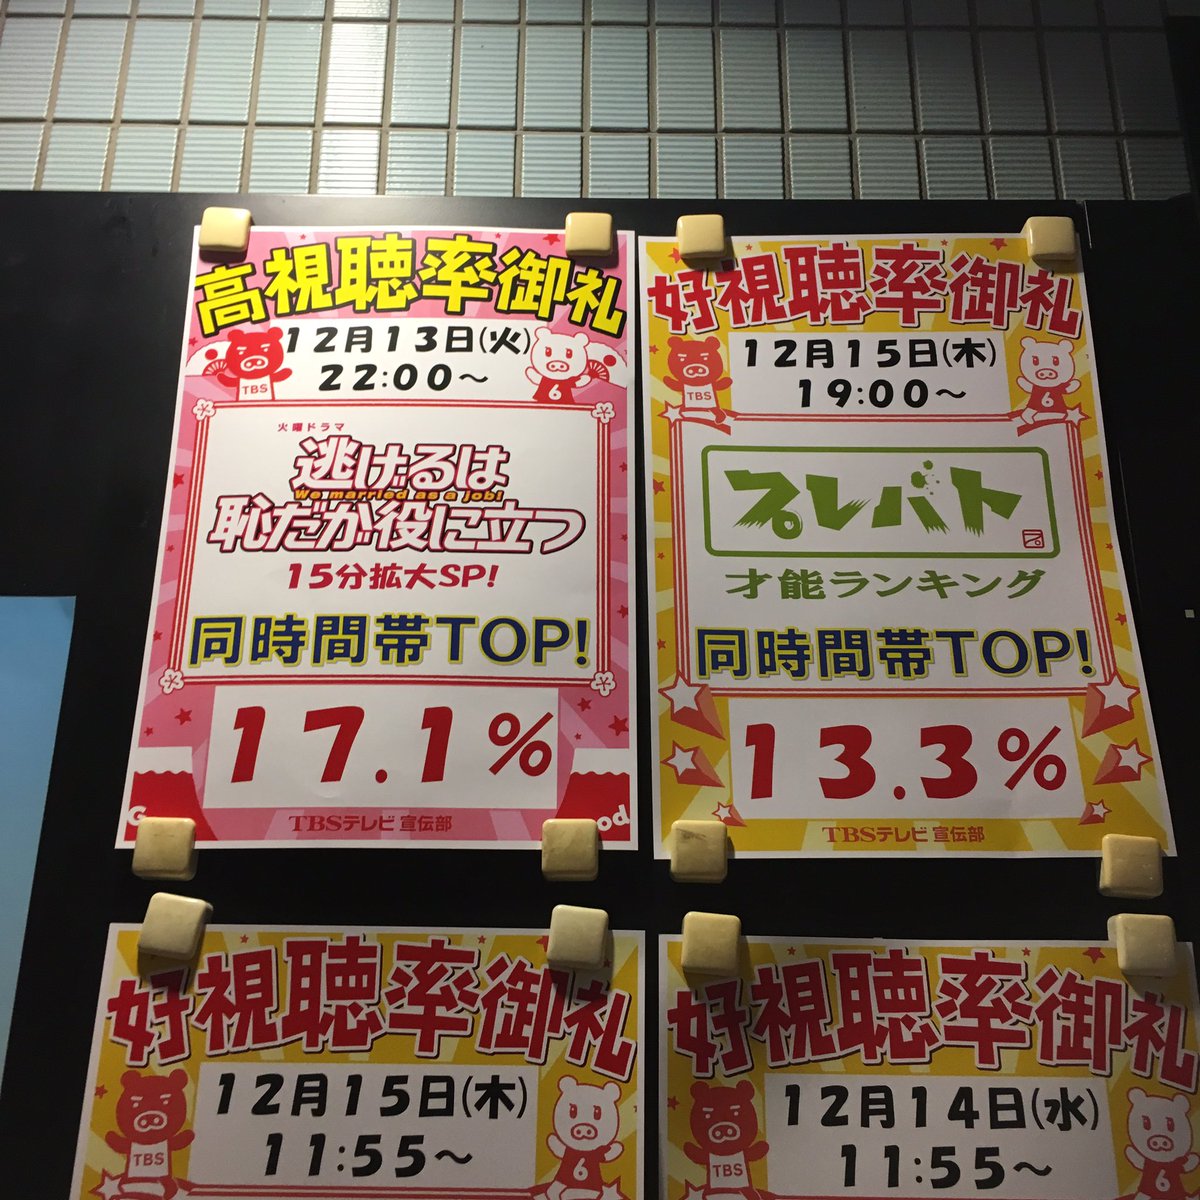 高視聴率御礼
12月13日(火)
22:00～
TBS
6
火曜ドラマ
逃げるは
We married as a job!
恥だが役に立つ
15分拡大SP!
同時間帯TOP!
17.1%
TBSテレビ 宣伝部
好視聴率御礼
12月15日(木)
19:00～
TBS
6
プレバト
才能ランキング
同時間帯TOP!
13.3%
TBSテレビ 宣伝部
好視聴率御礼
12月15日(木)
11:55～
TBS
6
好視聴率御礼
12月14日(水)
11:55～
TBS
6